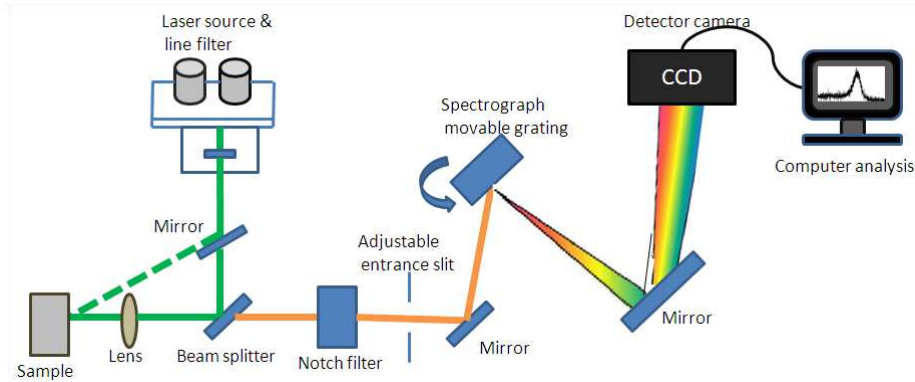 Laser source &
line filter
Detector camera
CCD
Spectrograph
movable grating
Computer analysis
Mirror
Adjustable
entrance slit
Sample
Lens
Beam splitter
Notch filter
Mirror
Mirror